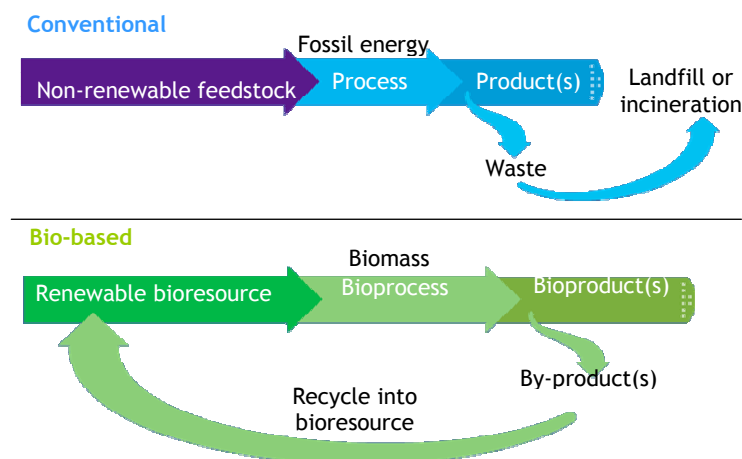 Conventional
Fossil energy
Non-renewable feedstock
Process
Product(s)
Landfill or
incineration
Waste
Bio-based
Biomass
Renewable bioresource
Bioprocess
Bioproduct(s)
By-product(s)
Recycle into
bioresource